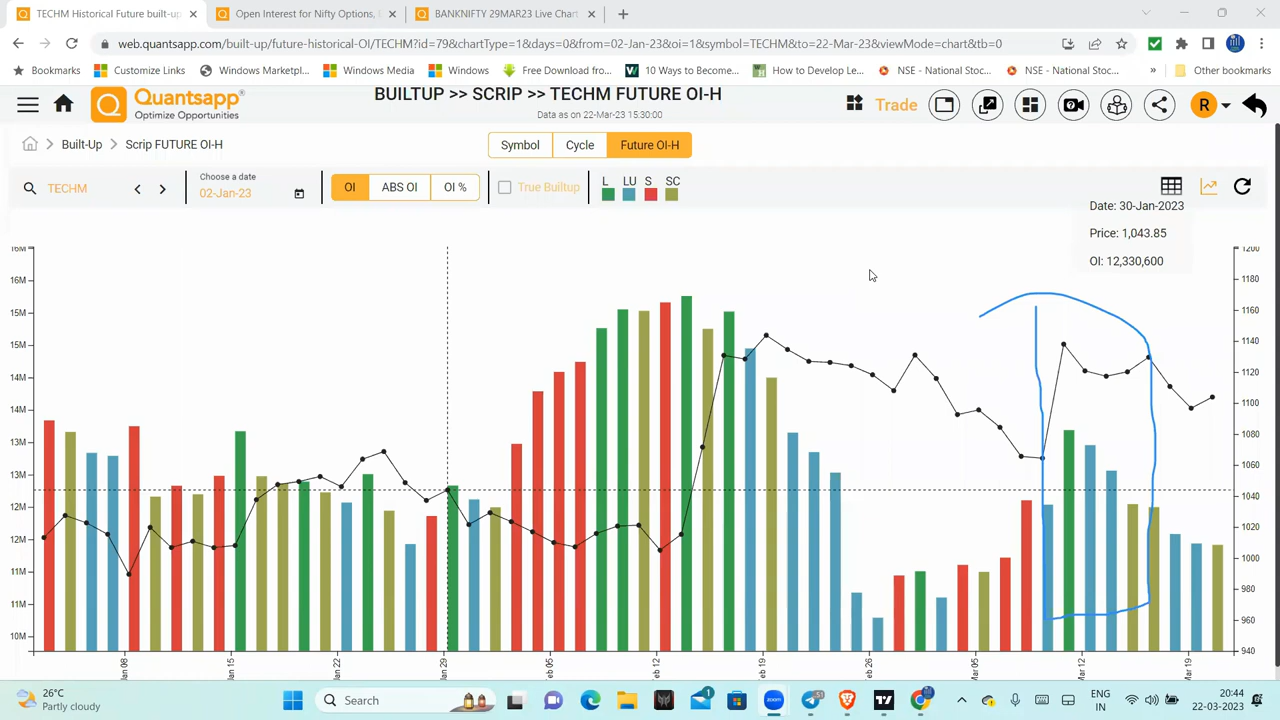 TECHM Historical Future built-up
Open Interest for Nifty Options,
BANKNIFTY 29MAR23 Live Chart
web.quantsapp.com/built-up/future-historical-OI/TECHM?id=79&chartType=1&days=0&from=02-Jan-23&oi=1&symbol=TECHM&to=22-Mar-23&viewMode=chart&tb=0
Bookmarks
Customize Links
Windows Marketpl...
Windows Media
Windows
Free Download fro...
10 Ways to Become...
How to Develop Le...
NSE - National Stoc...
NSE - National Stoc...
Other bookmarks
Quantsapp
Optimize Opportunities
BUILTUP >> SCRIP >> TECHM FUTURE OI-H
Data as on 22-Mar-23 15:30:00
Trade
R
Built-Up
Scrip FUTURE OI-H
Symbol
Cycle
Future OI-H
TECHM
Choose a date
02-Jan-23
OI
ABS OI
OI %
True Builtup
L LU S SC
Date: 30-Jan-2023
Price: 1,043.85
OI: 12,330,600
16M
16M
15M
15M
14M
14M
13M
13M
12M
12M
11M
11M
10M
1200
1180
1160
1140
1120
1100
1080
1060
1040
1020
1000
980
960
940
Jan 08
Jan 15
Jan 22
Jan 29
Feb 05
Feb 12
Feb 19
Feb 26
Mar 05
Mar 12
Mar 19
26°C
Partly cloudy
Search
1
51
ENG
IN
20:44
22-03-2023